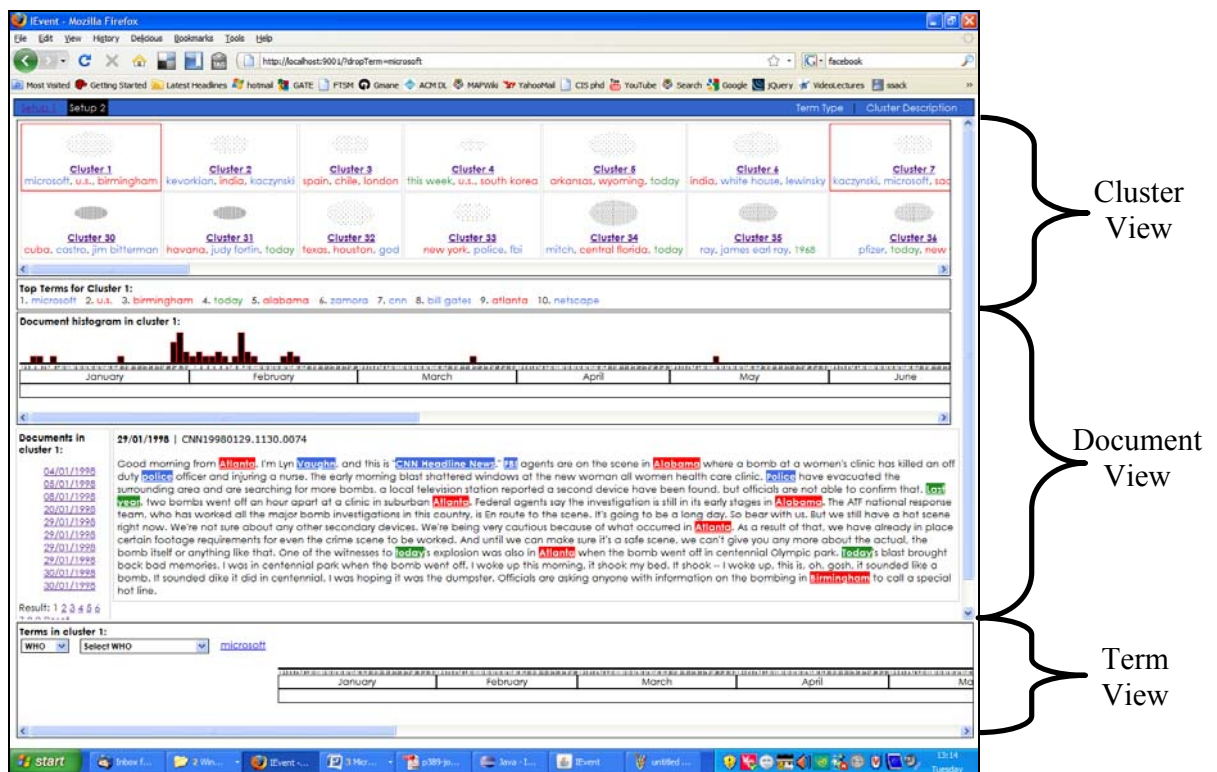 IEvent - Mozilla Firefox
File Edit View History Delicious Bookmarks Tools Help
http://localhost:9001/?dropTerm=microsoft facebook
Most Visited Getting Started Latest Headlines hotmail GATE FTSM Gmane ACM DL MAPWiki YahooMail CIS phd YouTube Search Google JQuery VideoLectures ssack »
Setup 1 Setup 2 Term Type | Cluster Description
Cluster 1 Cluster 2 Cluster 3 Cluster 4 Cluster 5 Cluster 6 Cluster 7
microsoft, u.s., birmingham kevorkian, india, kaczynski spain, chile, london this week, u.s., south korea arkansas, wyoming, today india, white house, lewinsky kaczynski, microsoft, sac
Cluster 30 Cluster 31 Cluster 32 Cluster 33 Cluster 34 Cluster 35 Cluster 36
cuba, castro, jim bitterman havana, judy fortin, today texas, houston, god new york, police, fbi mitch, central florida, today ray, james earl ray, 1968 pfizer, today, new
Cluster
View
Top Terms for Cluster 1:
1. microsoft 2. u.s. 3. birmingham 4. today 5. alabama 6. zamora 7. cnn 8. bill gates 9. atlanta 10. netscape
Document histogram in cluster 1:
January February March April May June
Documents in
cluster 1:
04/01/1998
05/01/1998
08/01/1998
20/01/1998
29/01/1998
29/01/1998
29/01/1998
29/01/1998
30/01/1998
30/01/1998
Result: 1 2 3 4 5 6
29/01/1998 | CNN19980129.1130.0074
Good morning from Atlanta. I'm Lyn Vaughn. and this is "CNN Headline News." FBI agents are on the scene in Alabama where a bomb at a women's clinic has killed an off
duty police officer and injuring a nurse. The early morning blast shattered windows at the new woman all women health care clinic. Police have evacuated the
surrounding area and are searching for more bombs. a local television station reported a second device have been found. but officials are not able to confirm that. Last
year, two bombs went off an hour apart at a clinic in suburban Atlanta. Federal agents say the investigation is still in its early stages in Alabama. The ATF national response
team, who has worked all the major bomb investigations in this country, is En route to the scene. It's going to be a long day. So bear with us. But we still have a hot scene
right now. We're not sure about any other secondary devices. We're being very cautious because of what occurred in Atlanta. As a result of that, we have already in place
certain footage requirements for even the crime scene to be worked. And until we can make sure it's a safe scene, we can't give you any more about the actual, the
bomb itself or anything like that. One of the witnesses to today's explosion was also in Atlanta when the bomb went off in centennial Olympic park. Today's blast brought
back bad memories. I was in centennial park when the bomb went off. I woke up this morning, it shook my bed. It shook -- I woke up, this is, oh, gosh, it sounded like a
bomb. It sounded dike it did in centennial. I was hoping it was the dumpster. Officials are asking anyone with information on the bombing in Birmingham to call a special
hot line.
Document
View
Terms in cluster 1:
WHO Select WHO microsoft
January February March April Ma
Term
View
start Inbox f... 2 Win... IEvent -... 3 Micr... p389-jo... Java - I... IEvent untitled ... 13:14
Tuesday